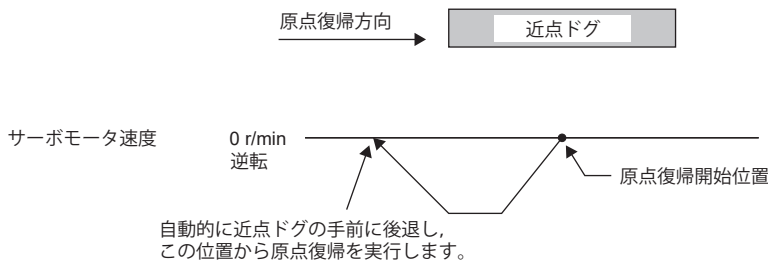 原点復帰方向
近点ドグ
サーボモータ速度
0 r/min
逆転
原点復帰開始位置
自動的に近点ドグの手前に後退し,
この位置から原点復帰を実行します。